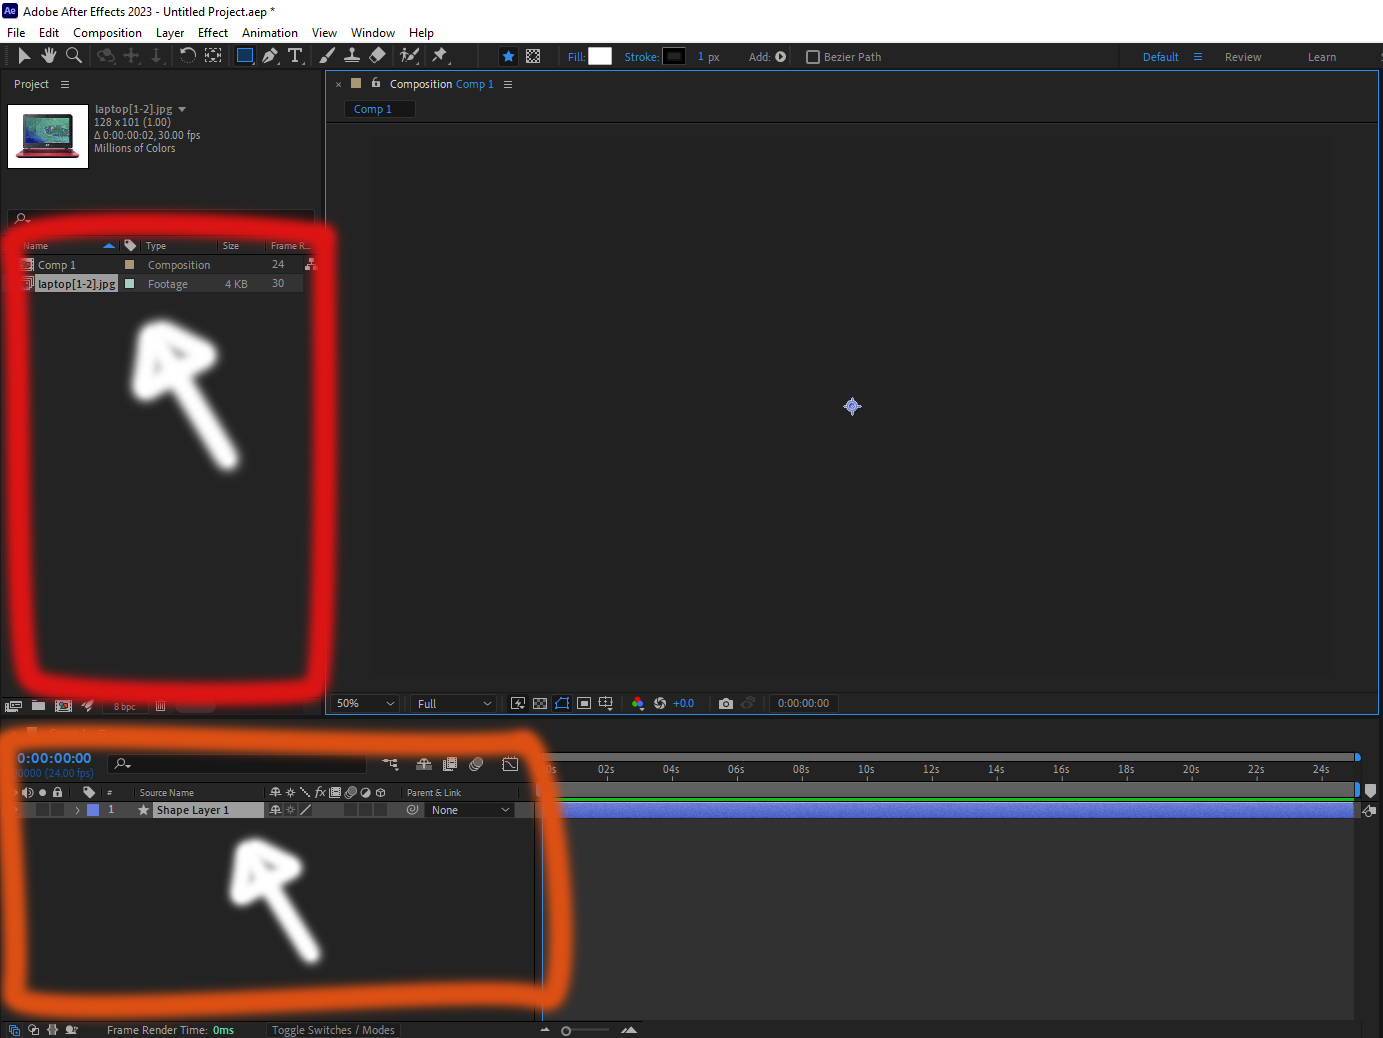 Ae Adobe After Effects 2023 - Untitled Project.aep *
File Edit Composition Layer Effect Animation View Window Help
Fill: Stroke: 1 px Add: Bezier Path Default Review Learn
Project
Composition Comp 1
Comp 1
laptop[1-2].jpg
128 x 101 (1.00)
Δ 0:00:00:02, 30.00 fps
Millions of Colors
Name Type Size Frame R...
Comp 1 Composition 24
laptop[1-2].jpg Footage 4 KB 30
8 bpc
50% Full +0.0 0:00:00:00
0:00:00:00
(24.00 fps)
02s 04s 06s 08s 10s 12s 14s 16s 18s 20s 22s 24s
# Source Name fx Parent & Link
1 Shape Layer 1 None
Frame Render Time: 0ms Toggle Switches / Modes